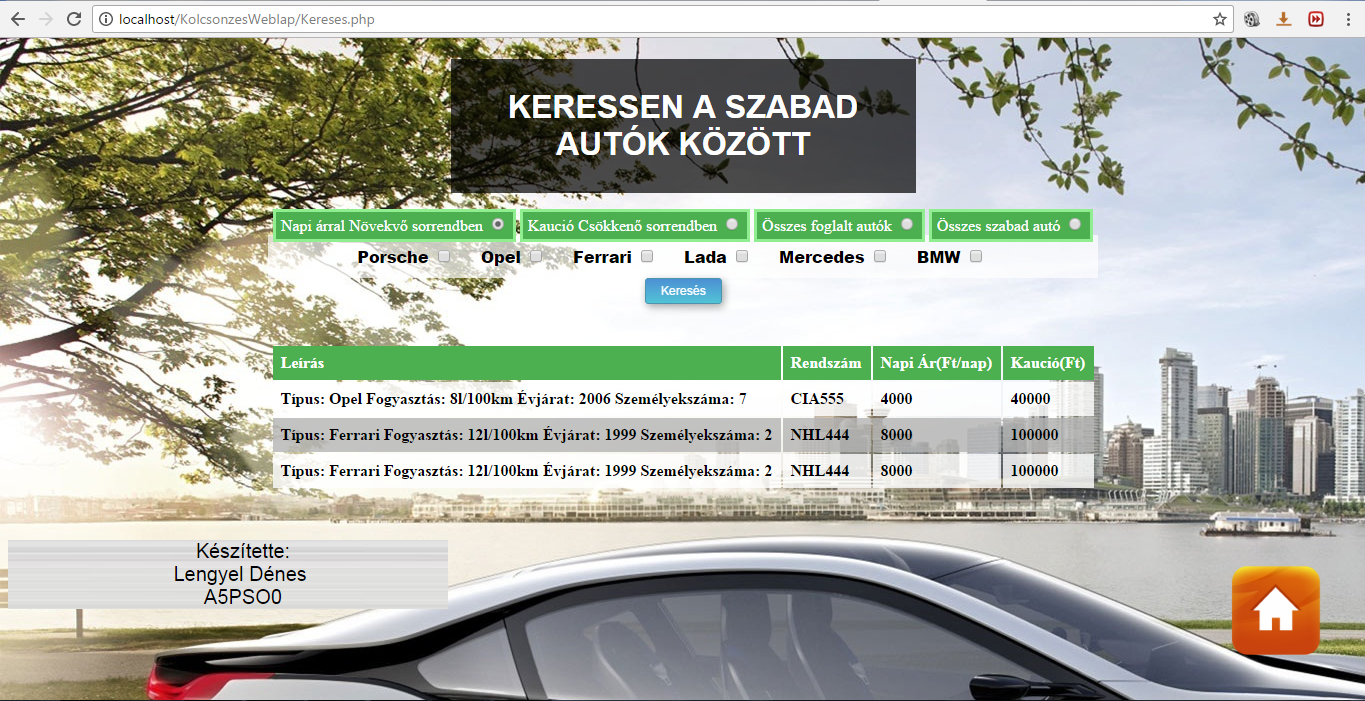 localhost/KolcsonzesWeblap/Kereses.php
KERESSEN A SZABAD
AUTÓK KÖZÖTT
Napi árral Növekvő sorrendben Kaució Csökkenő sorrendben Összes foglalt autók Összes szabad autó
Porsche Opel Ferrari Lada Mercedes BMW
Keresés
Leírás Rendszám Napi Ár(Ft/nap) Kaució(Ft)
Típus: Opel Fogyasztás: 8l/100km Évjárat: 2006 Személyekszáma: 7 CIA555 4000 40000
Típus: Ferrari Fogyasztás: 12l/100km Évjárat: 1999 Személyekszáma: 2 NHL444 8000 100000
Típus: Ferrari Fogyasztás: 12l/100km Évjárat: 1999 Személyekszáma: 2 NHL444 8000 100000
Készítette:
Lengyel Dénes
A5PSO0